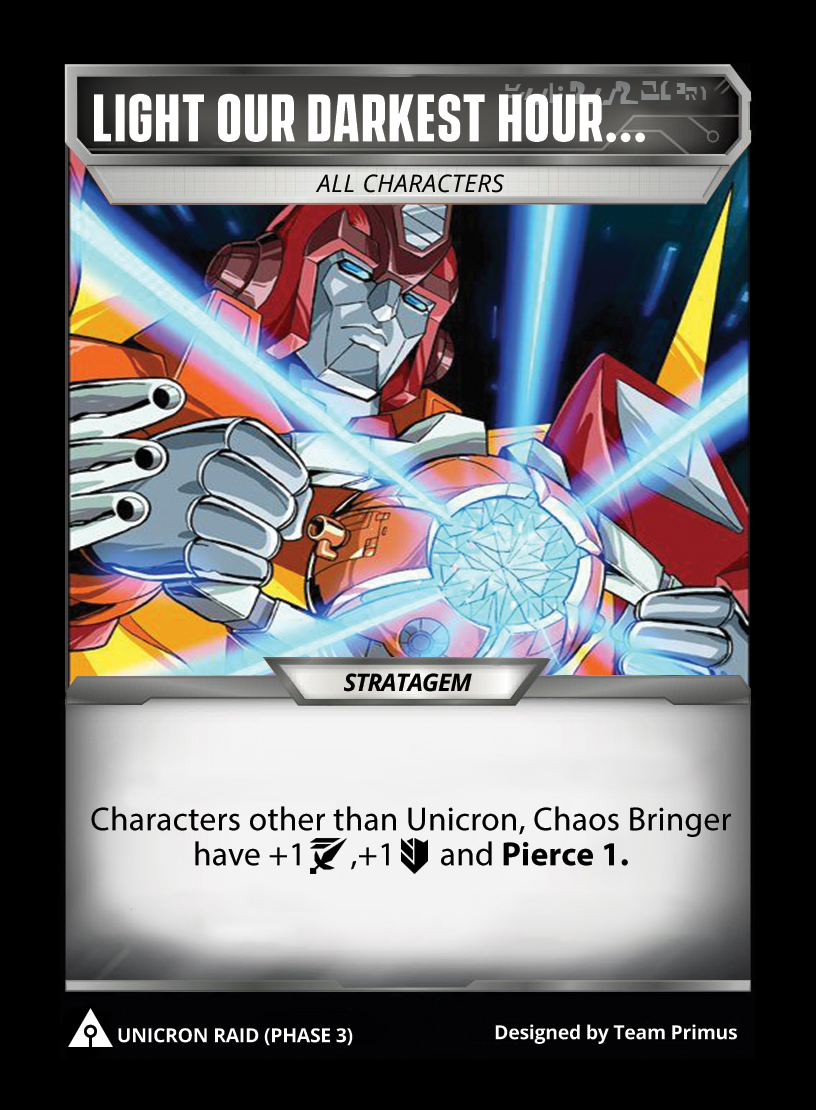 LIGHT OUR DARKEST HOUR...
ALL CHARACTERS
STRATAGEM
Characters other than Unicron, Chaos Bringer
have +1 ,+1 and Pierce 1.
UNICRON RAID (PHASE 3)
Designed by Team Primus